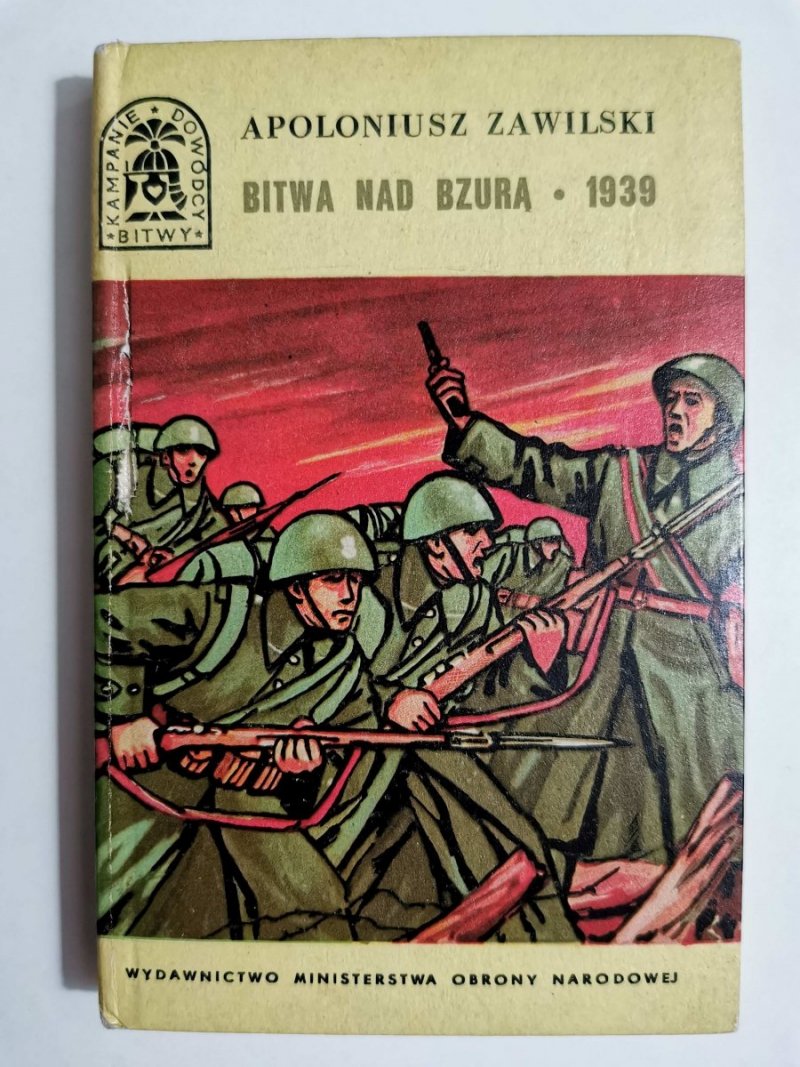 KAMPANIE ★ DOWÓDCY
★ BITWY ★
APOLONIUSZ ZAWILSKI
BITWA NAD BZURĄ • 1939
WYDAWNICTWO MINISTERSTWA OBRONY NARODOWEJ